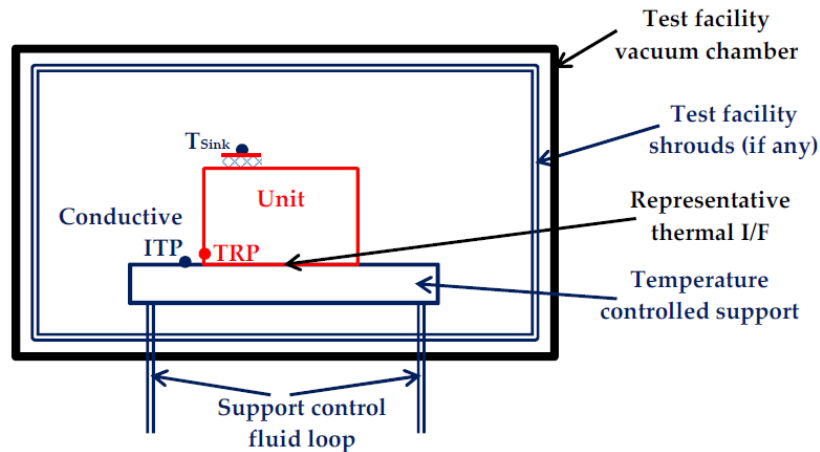 Test facility
vacuum chamber
Test facility
shrouds (if any)
TSink
Unit
Conductive
ITP
TRP
Representative
thermal I/F
Temperature
controlled support
Support control
fluid loop